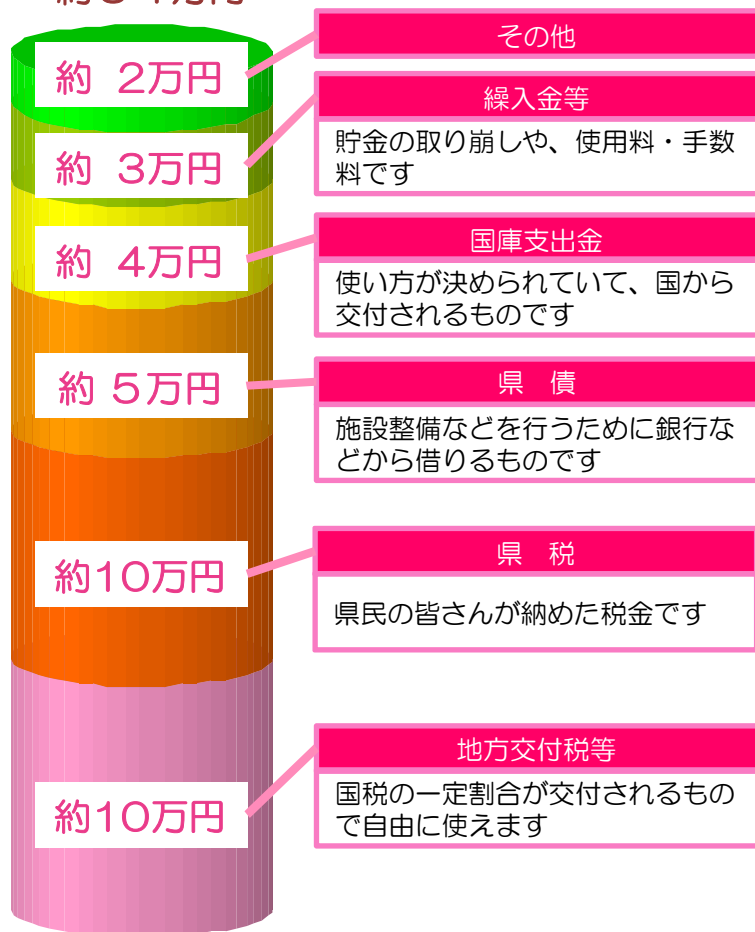 約 2万円
その他
約 3万円
繰入金等
貯金の取り崩しや、使用料・手数
料です
約 4万円
国庫支出金
使い方が決められていて、国から
交付されるものです
約 5万円
県 債
施設整備などを行うために銀行な
どから借りるものです
約10万円
県 税
県民の皆さんが納めた税金です
約10万円
地方交付税等
国税の一定割合が交付されるもの
で自由に使えます